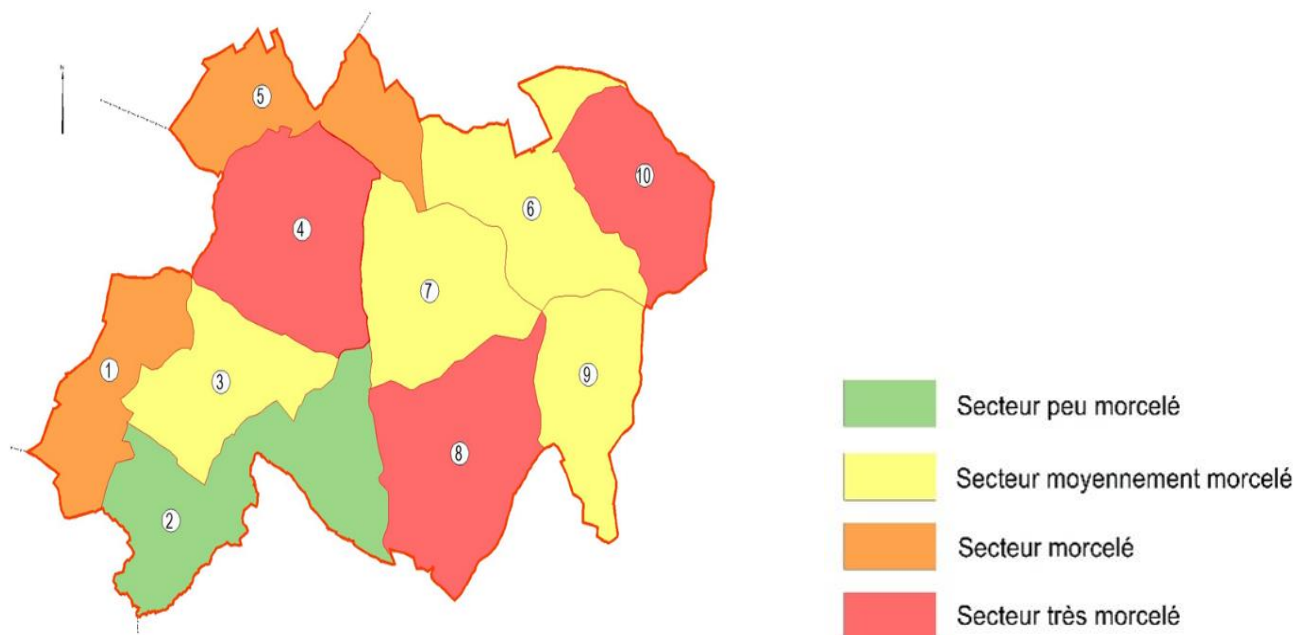 N
5
10
6
4
7
1
3
9
8
2
Secteur peu morcelé
Secteur moyennement morcelé
Secteur morcelé
Secteur très morcelé